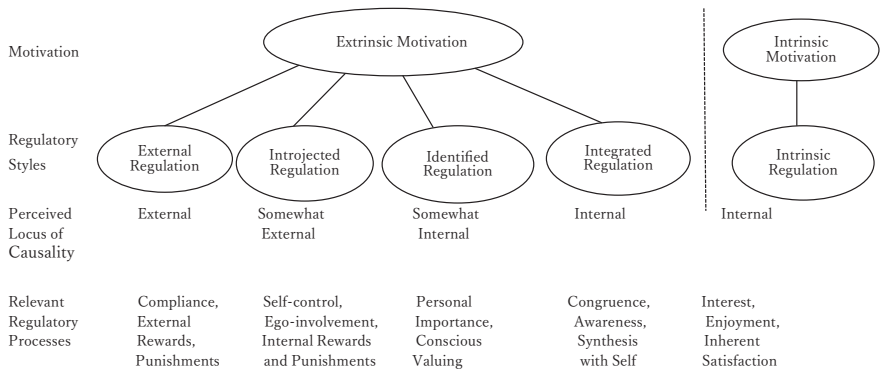 Motivation
Extrinsic Motivation
Intrinsic
Motivation
Regulatory
Styles
External
Regulation
Introjected
Regulation
Identified
Regulation
Integrated
Regulation
Intrinsic
Regulation
Perceived
Locus of
Causality
External
Somewhat
External
Somewhat
Internal
Internal
Internal
Relevant
Regulatory
Processes
Compliance,
External
Rewards,
Punishments
Self-control,
Ego-involvement,
Internal Rewards
and Punishments
Personal
Importance,
Conscious
Valuing
Congruence,
Awareness,
Synthesis
with Self
Interest,
Enjoyment,
Inherent
Satisfaction